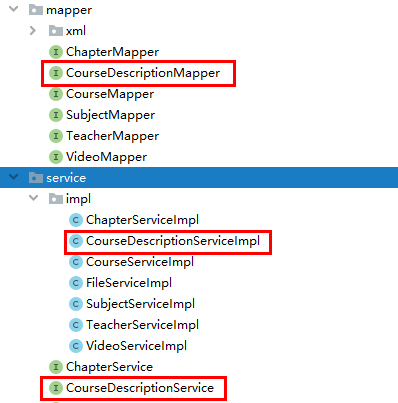 mapper
xml
ChapterMapper
CourseDescriptionMapper
CourseMapper
SubjectMapper
TeacherMapper
VideoMapper
service
impl
ChapterServiceImpl
CourseDescriptionServiceImpl
CourseServiceImpl
FileServiceImpl
SubjectServiceImpl
TeacherServiceImpl
VideoServiceImpl
ChapterService
CourseDescriptionService